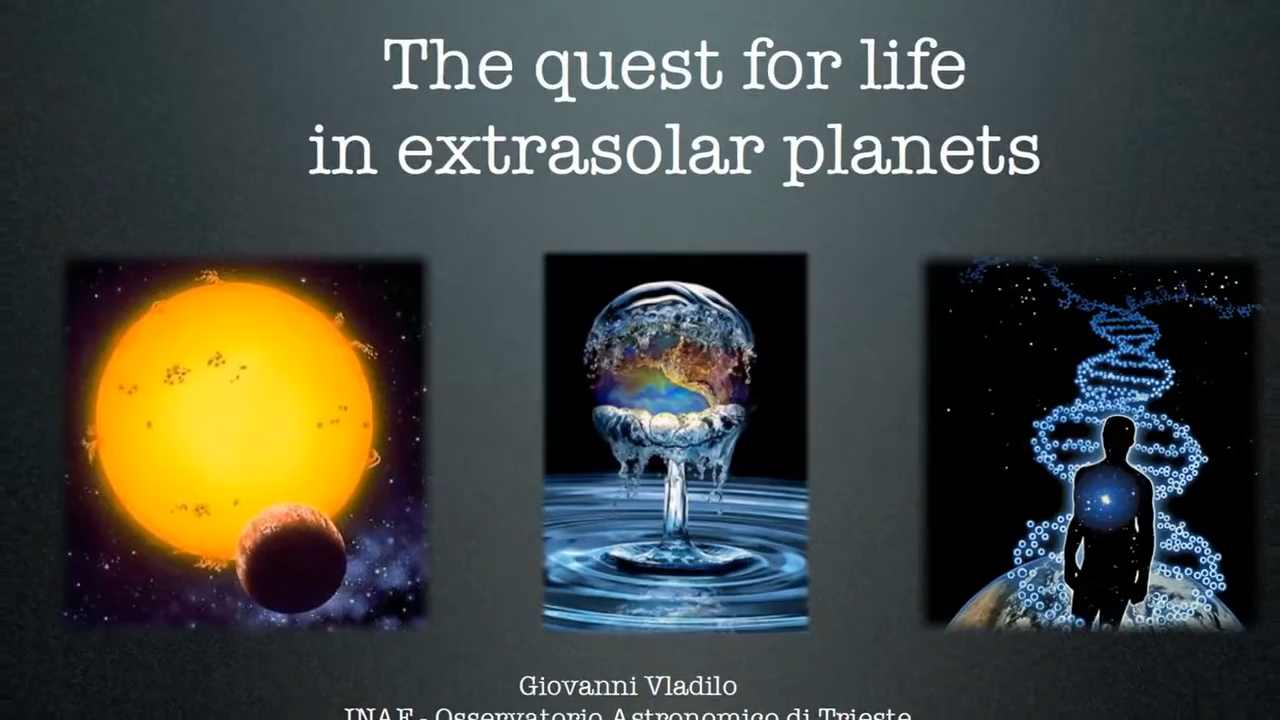 The quest for life
in extrasolar planets
Giovanni Vladilo
INAF - Osservatorio Astronomico di Trieste